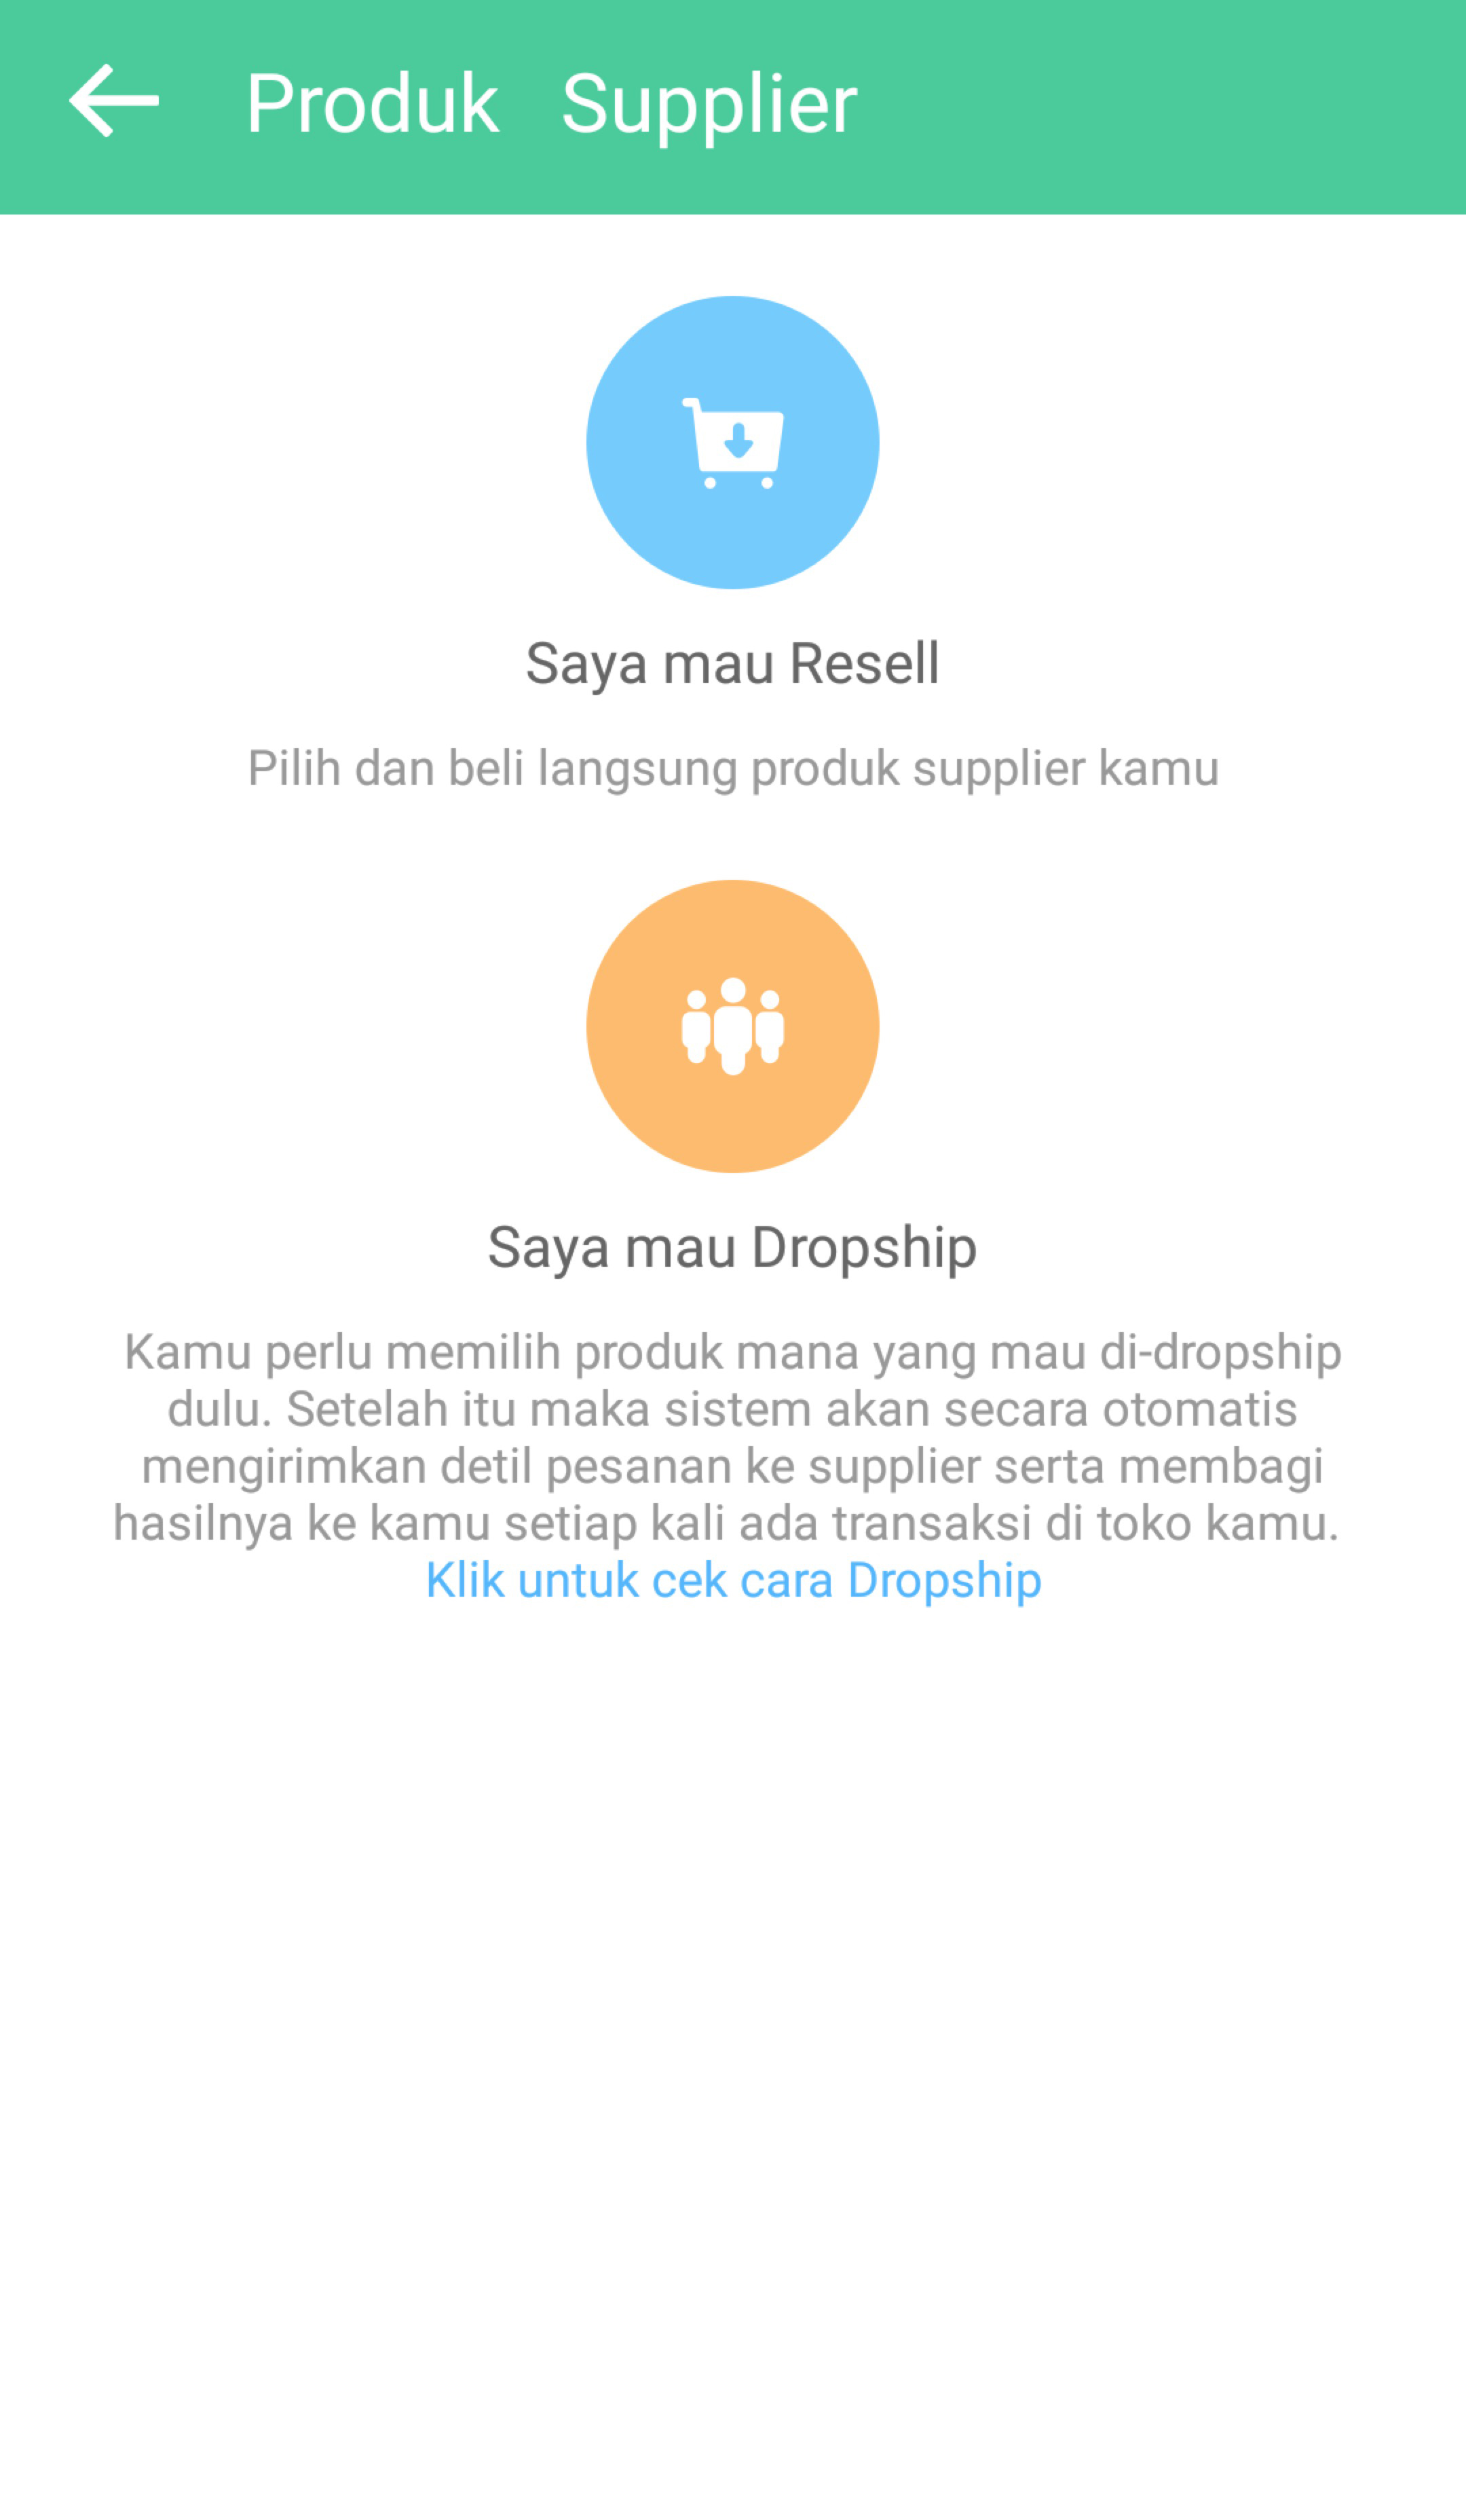 Produk Supplier
Saya mau Resell
Pilih dan beli langsung produk supplier kamu
Saya mau Dropship
Kamu perlu memilih produk mana yang mau di-dropship
dulu. Setelah itu maka sistem akan secara otomatis
mengirimkan detil pesanan ke supplier serta membagi
hasilnya ke kamu setiap kali ada transaksi di toko kamu.
Klik untuk cek cara Dropship